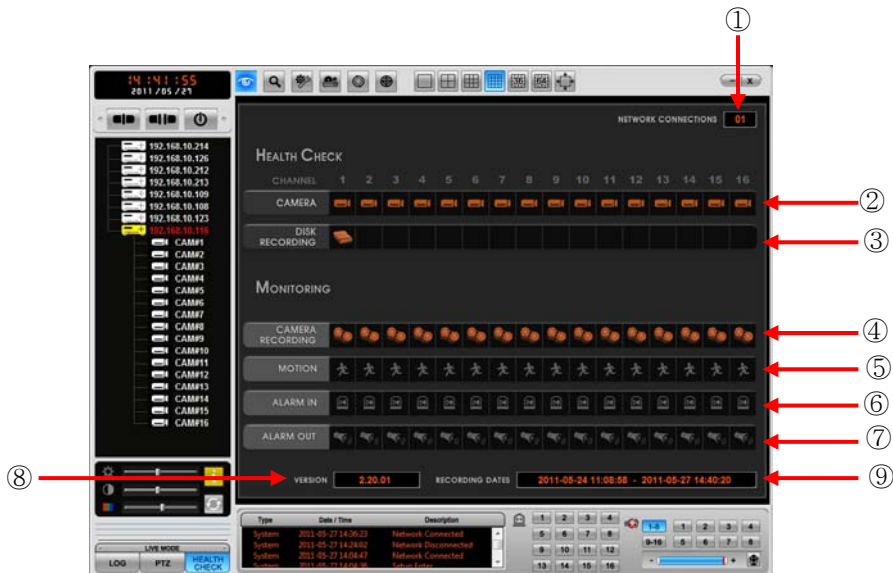 ①
14:41:55
2011/05/27
36
64
192.168.10.214
192.168.10.126
192.168.10.212
192.168.10.213
192.168.10.109
192.168.10.108
192.168.10.123
192.168.10.116
CAM#1
CAM#2
CAM#3
CAM#4
CAM#5
CAM#6
CAM#7
CAM#8
CAM#9
CAM#10
CAM#11
CAM#12
CAM#13
CAM#14
CAM#15
CAM#16
NETWORK CONNECTIONS 01
HEALTH CHECK
CHANNEL 1 2 3 4 5 6 7 8 9 10 11 12 13 14 15 16
CAMERA ②
DISK
RECORDING ③
MONITORING
CAMERA
RECORDING ④
MOTION ⑤
ALARM IN ⑥
ALARM OUT ⑦
⑧ VERSION 2.20.01 RECORDING DATES 2011-05-24 11:08:58 - 2011-05-27 14:40:20 ⑨
Type Date / Time Description
System 2011-05-27 14:36:23 Network Connected
System 2011-05-27 14:24:02 Network Disconnected
System 2011-05-27 14:04:47 Network Connected
System Setup Enter
1 2 3 4
5 6 7 8
9 10 11 12
13 14 15 16
1-8 1 2 3 4
9-16 5 6 7 8
- +
LIVE MODE
LOG PTZ HEALTH
CHECK